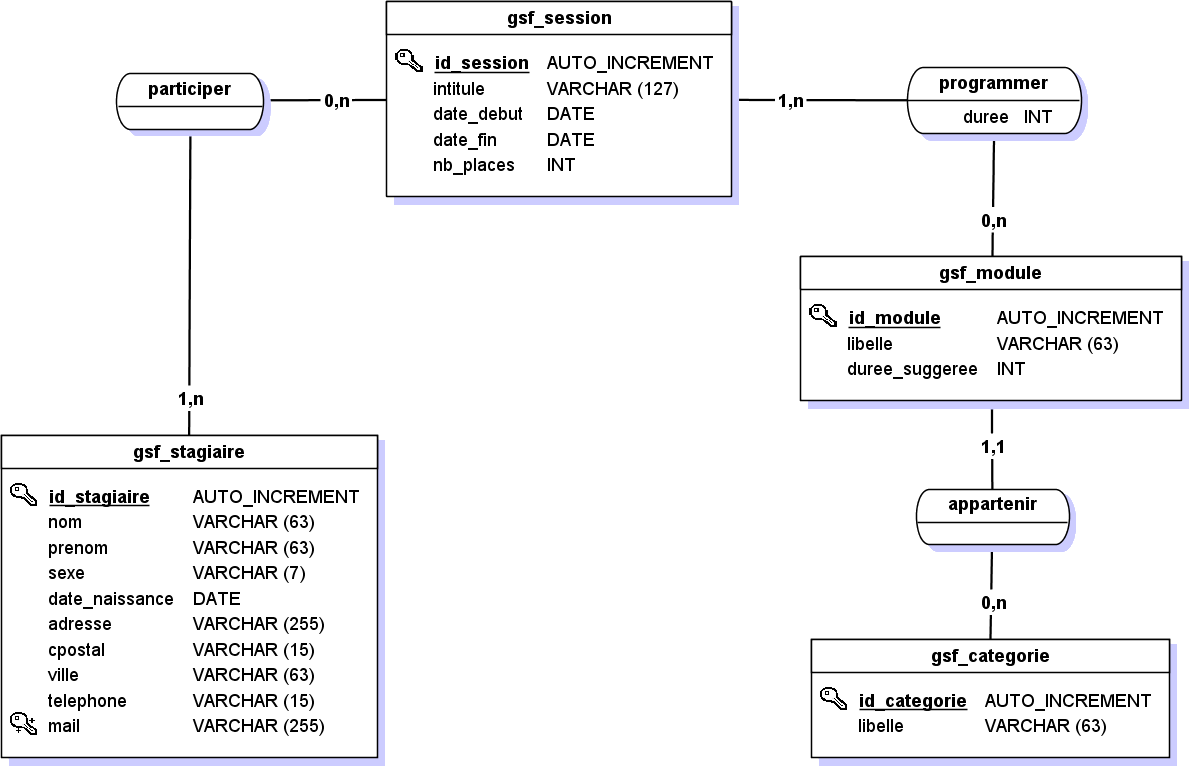 gsf_session
id_session AUTO_INCREMENT
intitule VARCHAR (127)
date_debut DATE
date_fin DATE
nb_places INT
participer
0,n
1,n
programmer
duree INT
0,n
gsf_module
id_module AUTO_INCREMENT
libelle VARCHAR (63)
duree_suggeree INT
1,n
gsf_stagiaire
id_stagiaire AUTO_INCREMENT
nom VARCHAR (63)
prenom VARCHAR (63)
sexe VARCHAR (7)
date_naissance DATE
adresse VARCHAR (255)
cpostal VARCHAR (15)
ville VARCHAR (63)
telephone VARCHAR (15)
mail VARCHAR (255)
1,1
appartenir
0,n
gsf_categorie
id_categorie AUTO_INCREMENT
libelle VARCHAR (63)